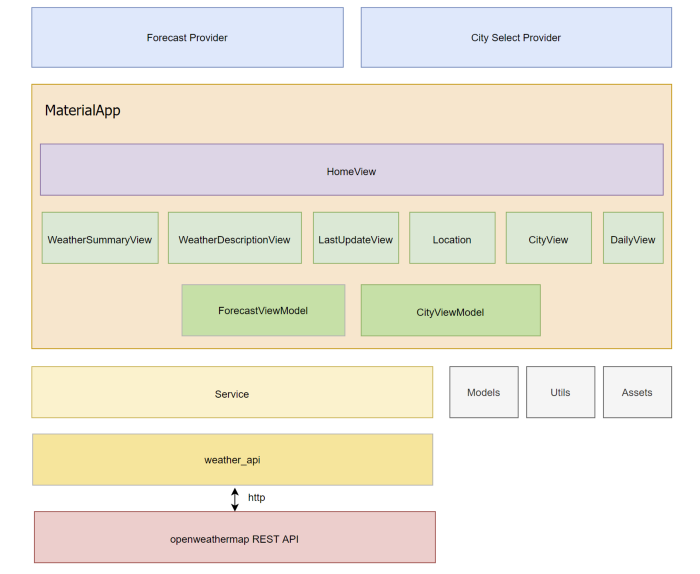 Forecast Provider
City Select Provider
MaterialApp
HomeView
WeatherSummaryView
WeatherDescriptionView
LastUpdateView
Location
CityView
DailyView
ForecastViewModel
CityViewModel
Service
Models
Utils
Assets
weather_api
http
openweathermap REST API